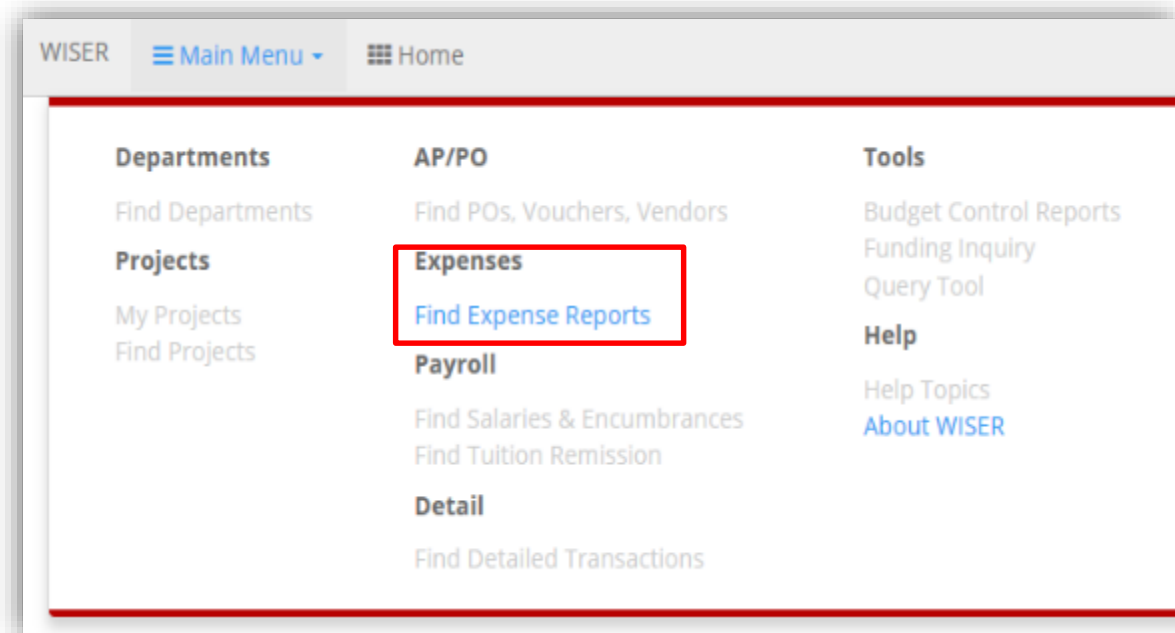 WISER Main Menu Home
Departments
Find Departments
Projects
My Projects
Find Projects
AP/PO
Find POs, Vouchers, Vendors
Expenses
Find Expense Reports
Payroll
Find Salaries & Encumbrances
Find Tuition Remission
Detail
Find Detailed Transactions
Tools
Budget Control Reports
Funding Inquiry
Query Tool
Help
Help Topics
About WISER